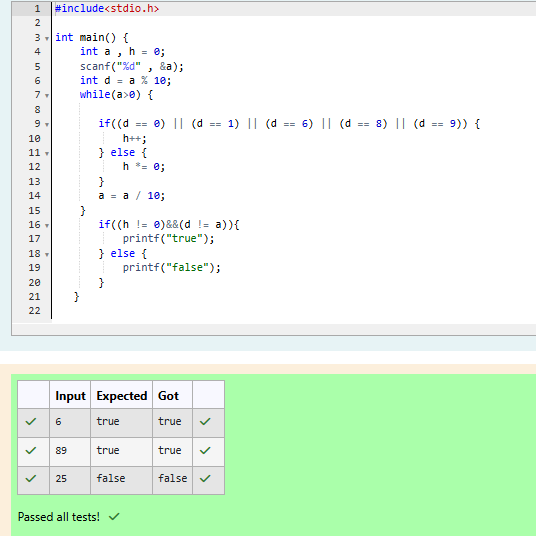 1 #include<stdio.h>
2
3 int main() {
4 int a , h = 0;
5 scanf("%d" , &a);
6 int d = a % 10;
7 while(a>0) {
8
9 if((d == 0) || (d == 1) || (d == 6) || (d == 8) || (d == 9)) {
10 h++;
11 } else {
12 h *= 0;
13 }
14 a = a / 10;
15 }
16 if((h != 0)&&(d != a)){
17 printf("true");
18 } else {
19 printf("false");
20 }
21 }
22
Input Expected Got
6 true true
89 true true
25 false false
Passed all tests!